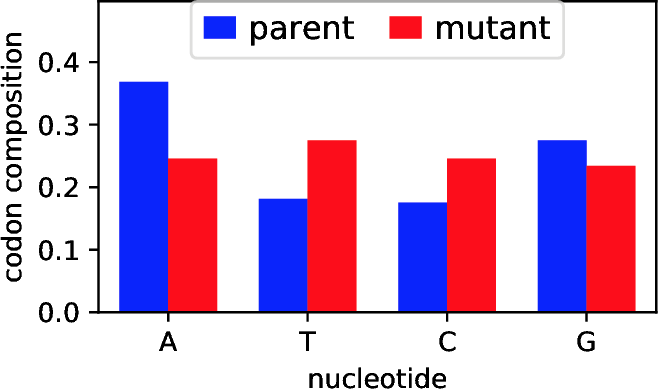 parent mutant
codon composition
0.4
0.3
0.2
0.1
0.0
A T C G
nucleotide